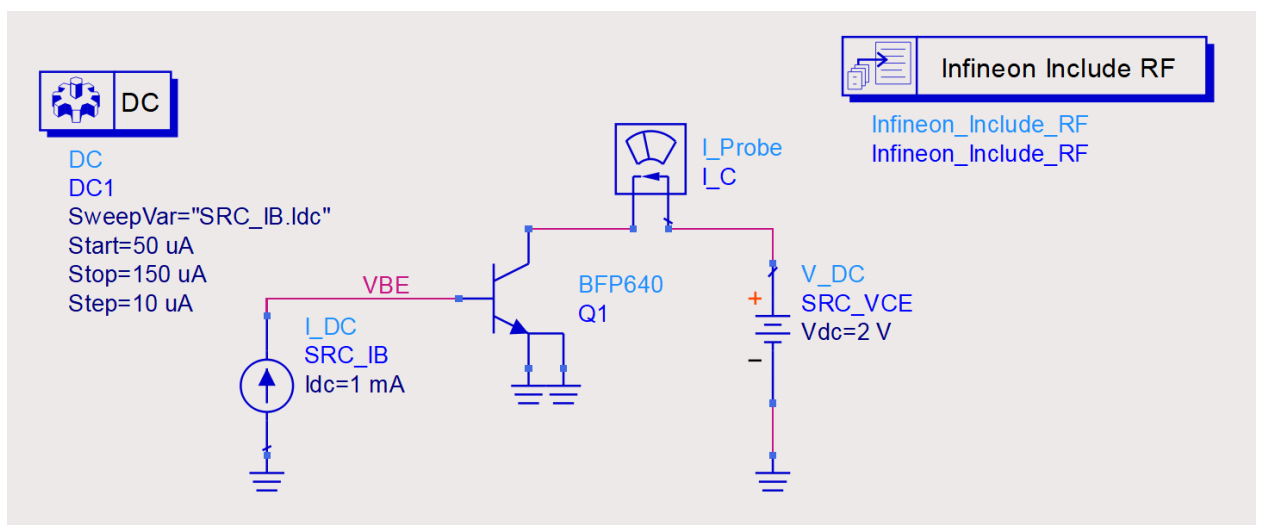 DC
DC
DC1
SweepVar="SRC_IB.Idc"
Start=50 uA
Stop=150 uA
Step=10 uA
Infineon Include RF
Infineon_Include_RF
Infineon_Include_RF
I_Probe
I_C
VBE
BFP640
Q1
I_DC
SRC_IB
Idc=1 mA
+
V_DC
SRC_VCE
Vdc=2 V
-